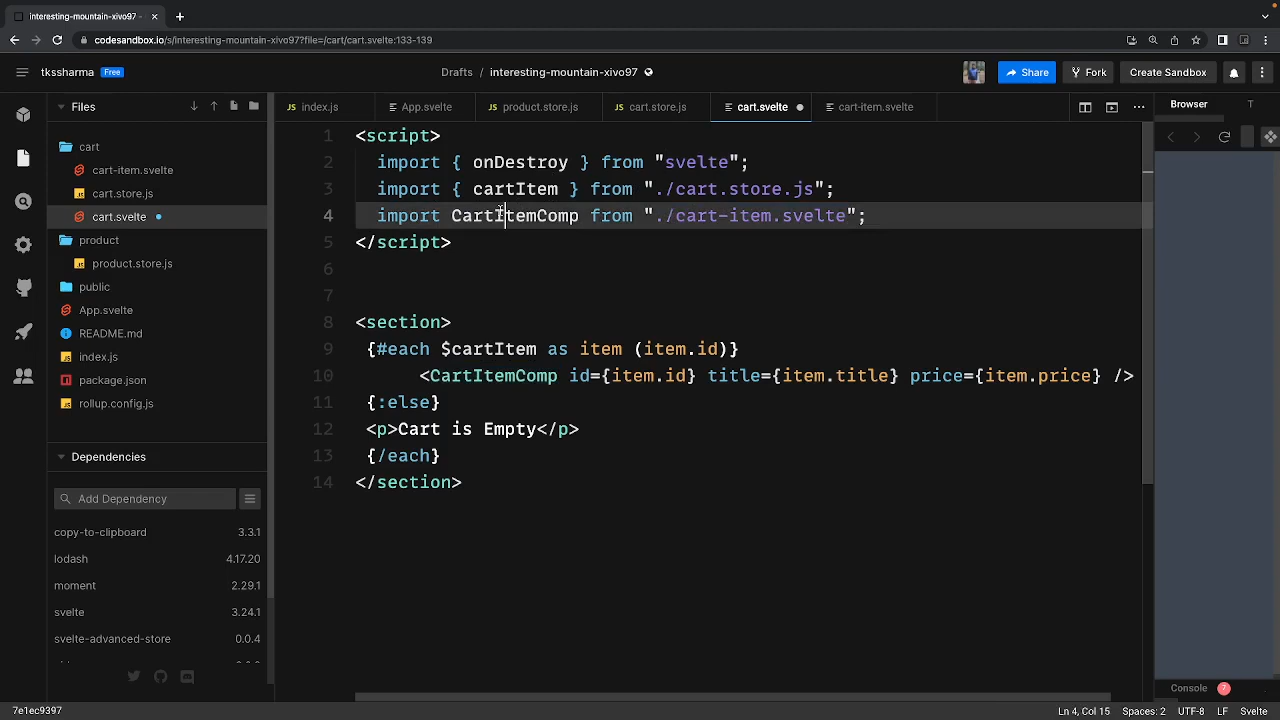 interesting-mountain-xivo97
codesandbox.io/s/interesting-mountain-xivo97?file=/cart/cart.svelte:133-139
tkssharma Free
Drafts / interesting-mountain-xivo97
Share
Fork
Create Sandbox
Files
index.js
App.svelte
product.store.js
cart.store.js
cart.svelte
cart-item.svelte
Browser
T
cart
cart-item.svelte
cart.store.js
cart.svelte
product
product.store.js
public
App.svelte
README.md
index.js
package.json
rollup.config.js
Dependencies
Add Dependency
copy-to-clipboard 3.3.1
lodash 4.17.20
moment 2.29.1
svelte 3.24.1
svelte-advanced-store 0.0.4
1 <script>
2 import { onDestroy } from "svelte";
3 import { cartItem } from "./cart.store.js";
4 import CartItemComp from "./cart-item.svelte";
5 </script>
6
7
8 <section>
9 {#each $cartItem as item (item.id)}
10 <CartItemComp id={item.id} title={item.title} price={item.price} />
11 {:else}
12 <p>Cart is Empty</p>
13 {/each}
14 </section>
Console 7
7e1ec9397
Ln 4, Col 15
Spaces: 2
UTF-8
LF
Svelte